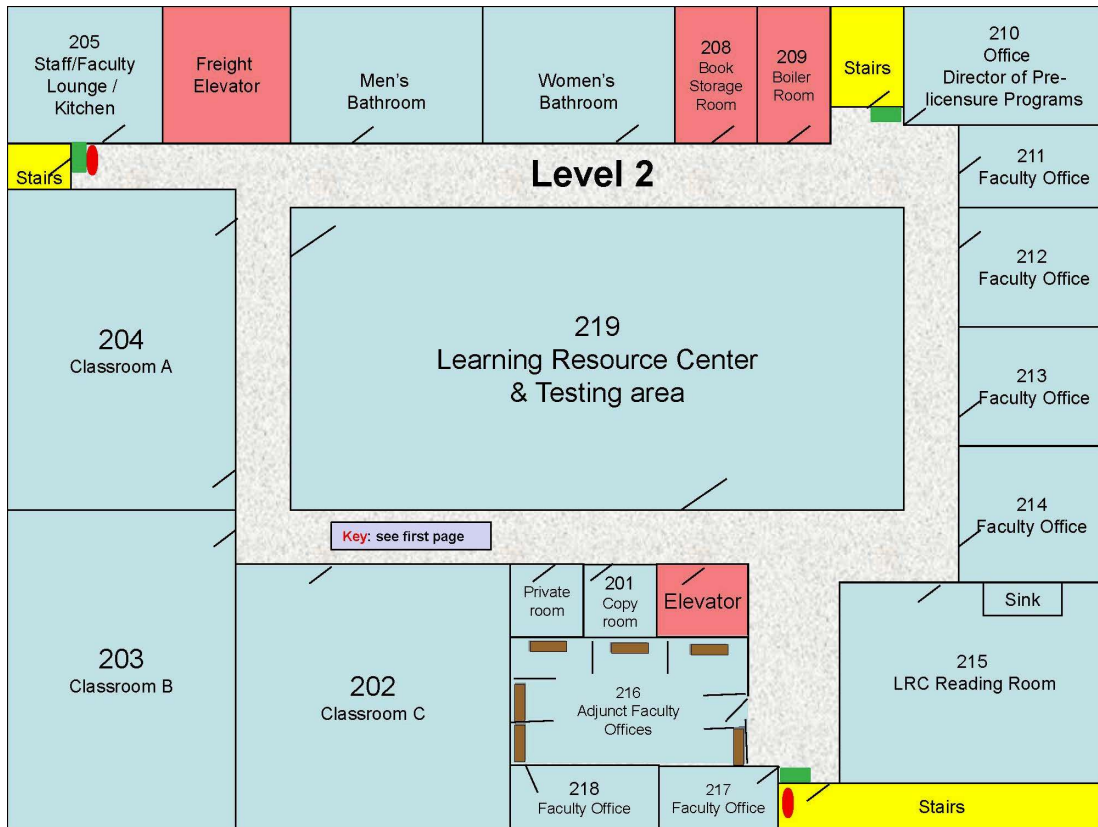 205
Staff/Faculty
Lounge /
Kitchen
Freight
Elevator
Men's
Bathroom
Women's
Bathroom
208
Book
Storage
Room
209
Boiler
Room
Stairs
210
Office
Director of Pre-
licensure Programs
Stairs
Level 2
211
Faculty Office
212
Faculty Office
204
Classroom A
219
Learning Resource Center
& Testing area
213
Faculty Office
214
Faculty Office
Key: see first page
Private
room
201
Copy
room
Elevator
Sink
203
Classroom B
202
Classroom C
216
Adjunct Faculty
Offices
215
LRC Reading Room
218
Faculty Office
217
Faculty Office
Stairs